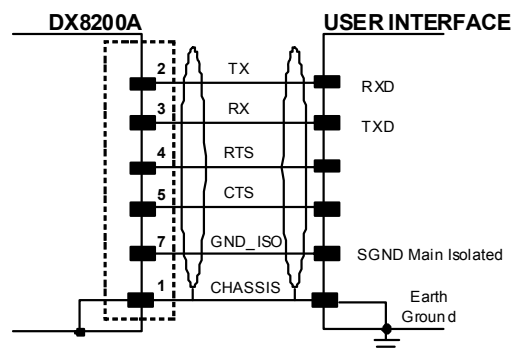 DX8200A USER INTERFACE
2 TX RXD
3 RX TXD
4 RTS
5 CTS
7 GND_ISO SGND Main Isolated
1 CHASSIS Earth
Ground